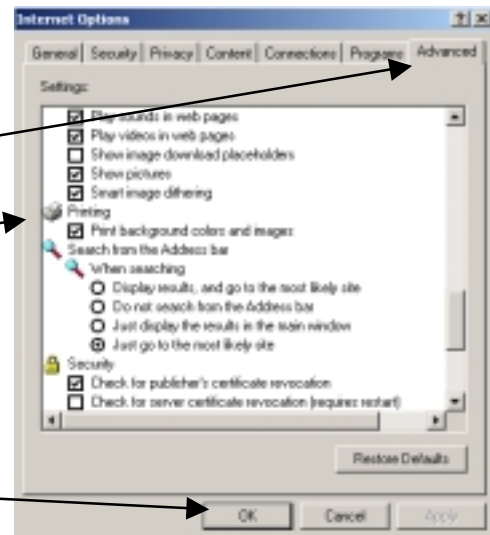 Internet Options
General Security Privacy Content Connections Programs Advanced
Settings:
Play sounds in web pages
Play videos in web pages
Show image download placeholders
Show pictures
Smart image dithering
Printing
Print background colors and images
Search from the Address bar
When searching
Display results, and go to the most likely site
Do not search from the Address bar
Just display the results in the main window
Just go to the most likely site
Security
Check for publisher's certificate revocation
Check for server certificate revocation (requires restart)
Restore Defaults
OK Cancel Apply